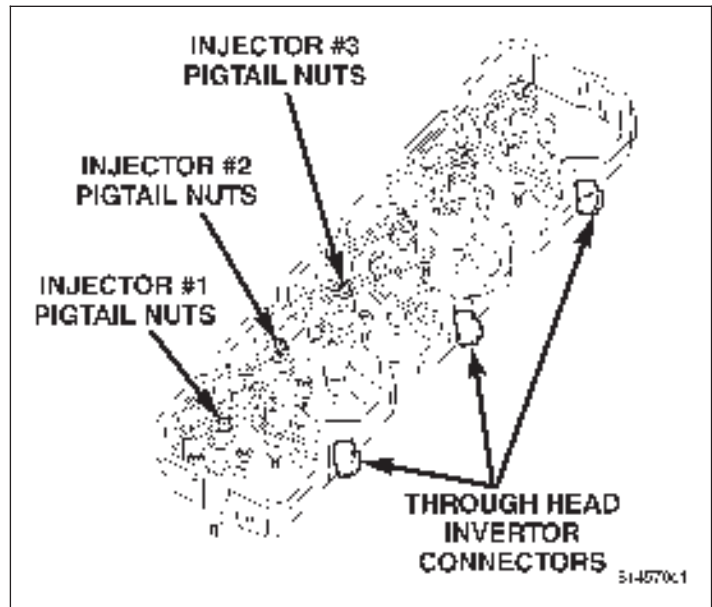 INJECTOR #3
PIGTAIL NUTS
INJECTOR #2
PIGTAIL NUTS
INJECTOR #1
PIGTAIL NUTS
THROUGH HEAD
INVERTOR
CONNECTORS